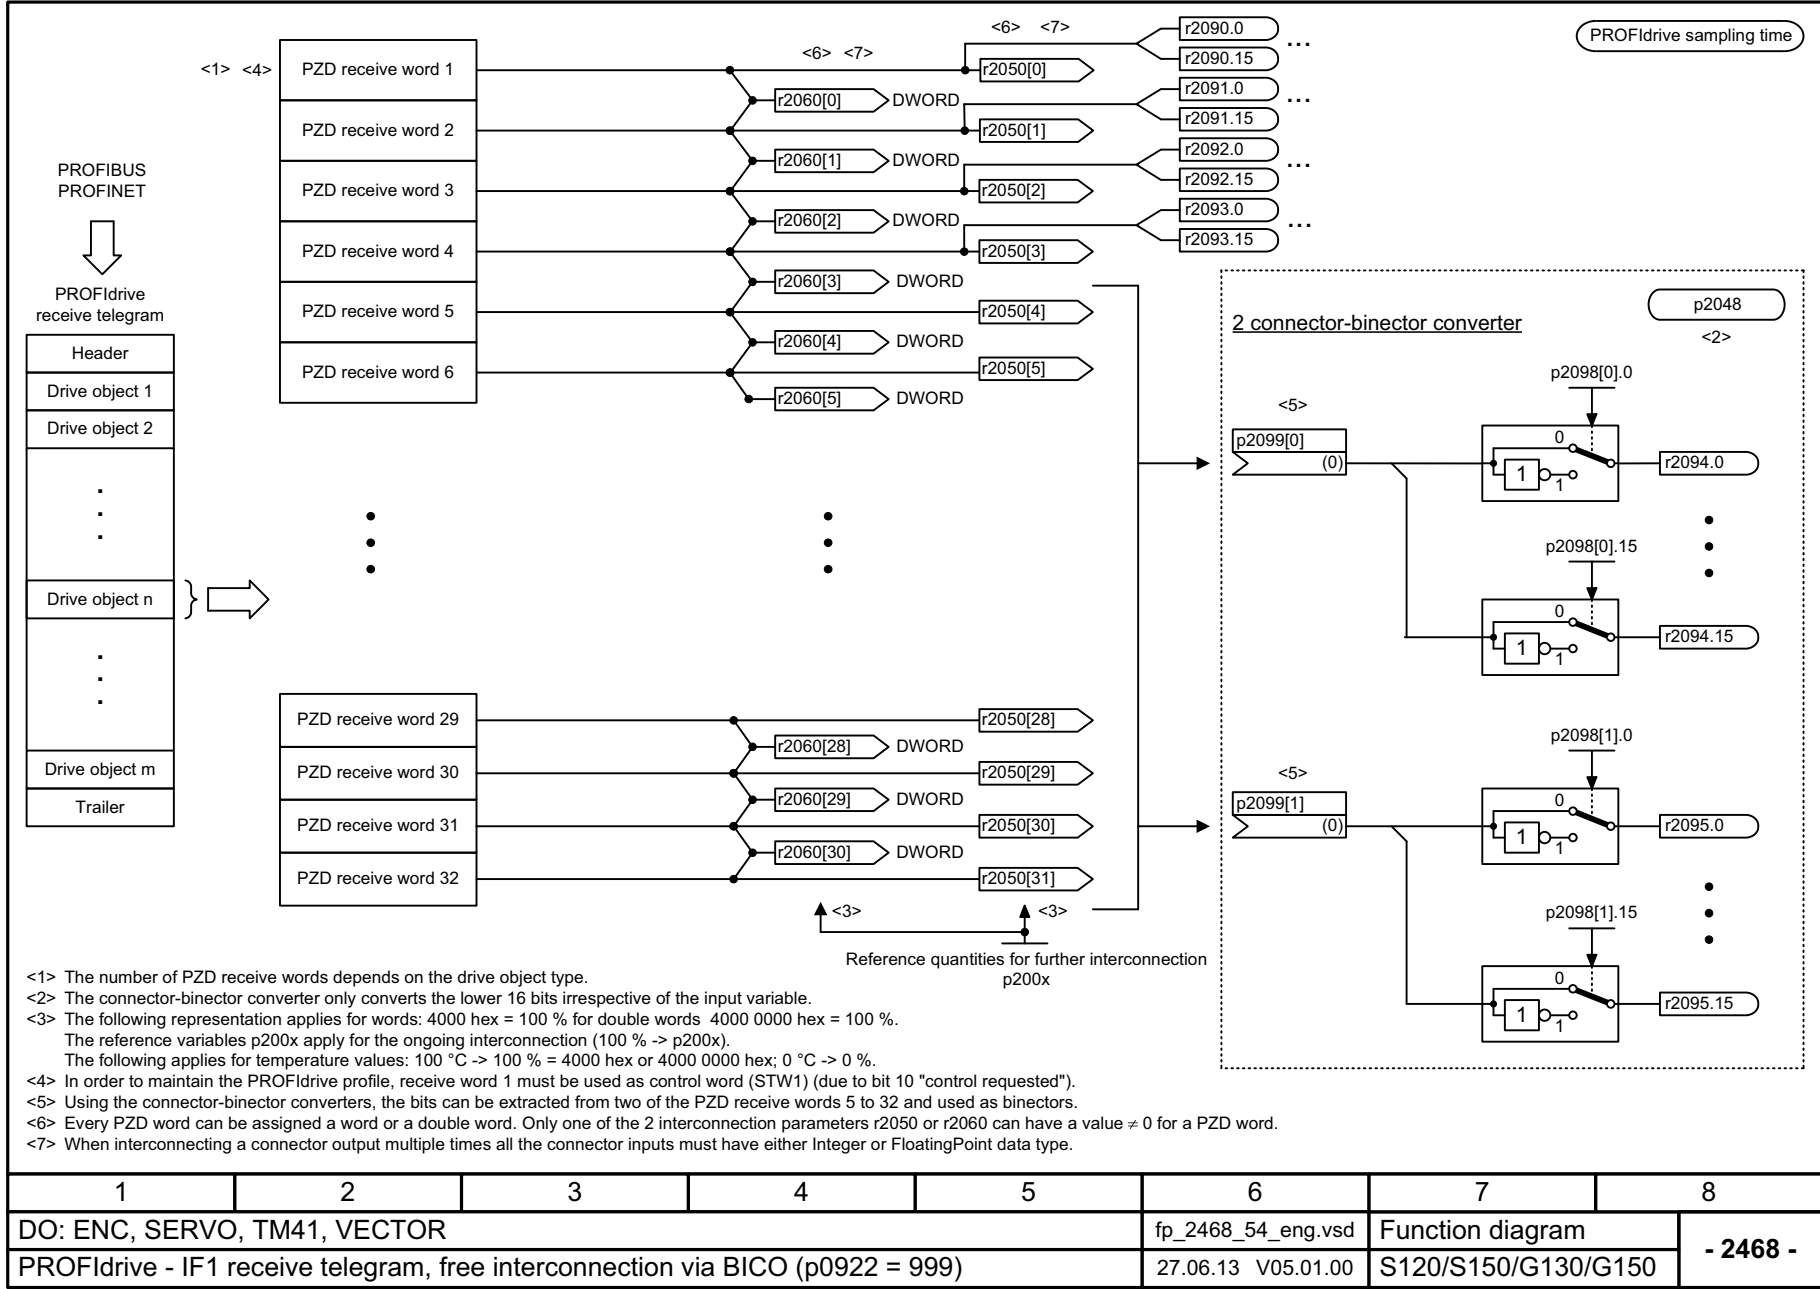 <6> <7>
r2090.0
...
PROFIdrive sampling time
<1> <4>
PZD receive word 1
<6> <7>
r2050[0]
r2090.15
r2060[0]
DWORD
r2091.0
...
PZD receive word 2
r2050[1]
r2091.15
r2060[1]
DWORD
r2092.0
...
PZD receive word 3
r2050[2]
r2092.15
r2060[2]
DWORD
r2093.0
...
PZD receive word 4
r2050[3]
r2093.15
r2060[3]
DWORD
PZD receive word 5
r2050[4]
r2060[4]
DWORD
PZD receive word 6
r2050[5]
r2060[5]
DWORD
PROFIBUS
PROFINET
PROFIdrive
receive telegram
Header
Drive object 1
Drive object 2
Drive object n
Drive object m
Trailer
PZD receive word 29
r2050[28]
r2060[28]
DWORD
PZD receive word 30
r2050[29]
r2060[29]
DWORD
PZD receive word 31
r2050[30]
r2060[30]
DWORD
PZD receive word 32
r2050[31]
<3>
<3>
Reference quantities for further interconnection
p200x
2 connector-binector converter
p2048
<2>
p2098[0].0
<5>
p2099[0]
(0)
0
1
1
r2094.0
p2098[0].15
0
1
1
r2094.15
p2098[1].0
<5>
p2099[1]
(0)
0
1
1
r2095.0
p2098[1].15
0
1
1
r2095.15
<1> The number of PZD receive words depends on the drive object type.
<2> The connector-binector converter only converts the lower 16 bits irrespective of the input variable.
<3> The following representation applies for words: 4000 hex = 100 % for double words 4000 0000 hex = 100 %.
The reference variables p200x apply for the ongoing interconnection (100 % -> p200x).
The following applies for temperature values: 100 °C -> 100 % = 4000 hex or 4000 0000 hex; 0 °C -> 0 %.
<4> In order to maintain the PROFIdrive profile, receive word 1 must be used as control word (STW1) (due to bit 10 "control requested").
<5> Using the connector-binector converters, the bits can be extracted from two of the PZD receive words 5 to 32 and used as binectors.
<6> Every PZD word can be assigned a word or a double word. Only one of the 2 interconnection parameters r2050 or r2060 can have a value ≠ 0 for a PZD word.
<7> When interconnecting a connector output multiple times all the connector inputs must have either Integer or FloatingPoint data type.
1 2 3 4 5 6 7 8
DO: ENC, SERVO, TM41, VECTOR
fp_2468_54_eng.vsd
Function diagram
- 2468 -
PROFIdrive - IF1 receive telegram, free interconnection via BICO (p0922 = 999)
27.06.13 V05.01.00
S120/S150/G130/G150